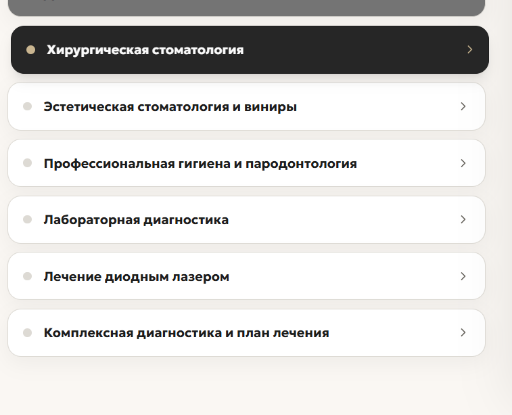 Хирургическая стоматология
Эстетическая стоматология и виниры
Профессиональная гигиена и пародонтология
Лабораторная диагностика
Лечение диодным лазером
Комплексная диагностика и план лечения